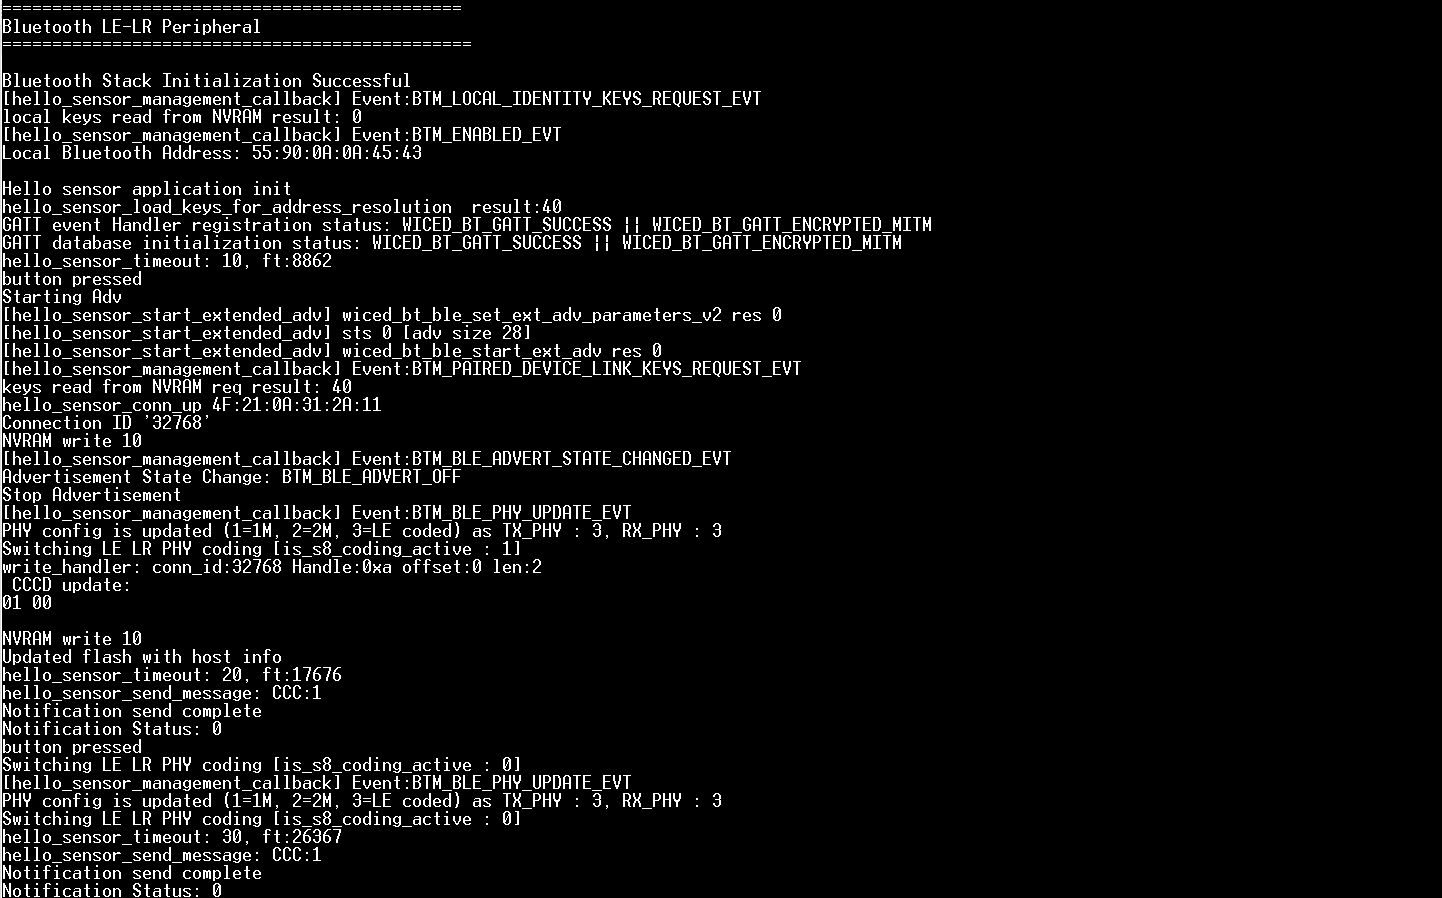 ==============================================
Bluetooth LE-LR Peripheral
===============================================
Bluetooth Stack Initialization Successful
[hello_sensor_management_callback] Event:BTM_LOCAL_IDENTITY_KEYS_REQUEST_EVT
local keys read from NVRAM result: 0
[hello_sensor_management_callback] Event:BTM_ENABLED_EVT
Local Bluetooth Address: 55:90:0A:0A:45:43
Hello sensor application init
hello_sensor_load_keys_for_address_resolution  result:40
GATT event Handler registration status: WICED_BT_GATT_SUCCESS || WICED_BT_GATT_ENCRYPTED_MITM
GATT database initialization status: WICED_BT_GATT_SUCCESS || WICED_BT_GATT_ENCRYPTED_MITM
hello_sensor_timeout: 10, ft:8862
button pressed
Starting Adv
[hello_sensor_start_extended_adv] wiced_bt_ble_set_ext_adv_parameters_v2 res 0
[hello_sensor_start_extended_adv] sts 0 [adv size 28]
[hello_sensor_start_extended_adv] wiced_bt_ble_start_ext_adv res 0
[hello_sensor_management_callback] Event:BTM_PAIRED_DEVICE_LINK_KEYS_REQUEST_EVT
keys read from NVRAM req result: 40
hello_sensor_conn_up 4F:21:0A:31:2A:11
Connection ID '32768'
NVRAM write 10
[hello_sensor_management_callback] Event:BTM_BLE_ADVERT_STATE_CHANGED_EVT
Advertisement State Change: BTM_BLE_ADVERT_OFF
Stop Advertisement
[hello_sensor_management_callback] Event:BTM_BLE_PHY_UPDATE_EVT
PHY config is updated (1=1M, 2=2M, 3=LE coded) as TX_PHY : 3, RX_PHY : 3
Switching LE LR PHY coding [is_s8_coding_active : 1]
write_handler: conn_id:32768 Handle:0xa offset:0 len:2
 CCCD update:
01 00
NVRAM write 10
Updated flash with host info
hello_sensor_timeout: 20, ft:17676
hello_sensor_send_message: CCC:1
Notification send complete
Notification Status: 0
button pressed
Switching LE LR PHY coding [is_s8_coding_active : 0]
[hello_sensor_management_callback] Event:BTM_BLE_PHY_UPDATE_EVT
PHY config is updated (1=1M, 2=2M, 3=LE coded) as TX_PHY : 3, RX_PHY : 3
Switching LE LR PHY coding [is_s8_coding_active : 0]
hello_sensor_timeout: 30, ft:26367
hello_sensor_send_message: CCC:1
Notification send complete
Notification Status: 0